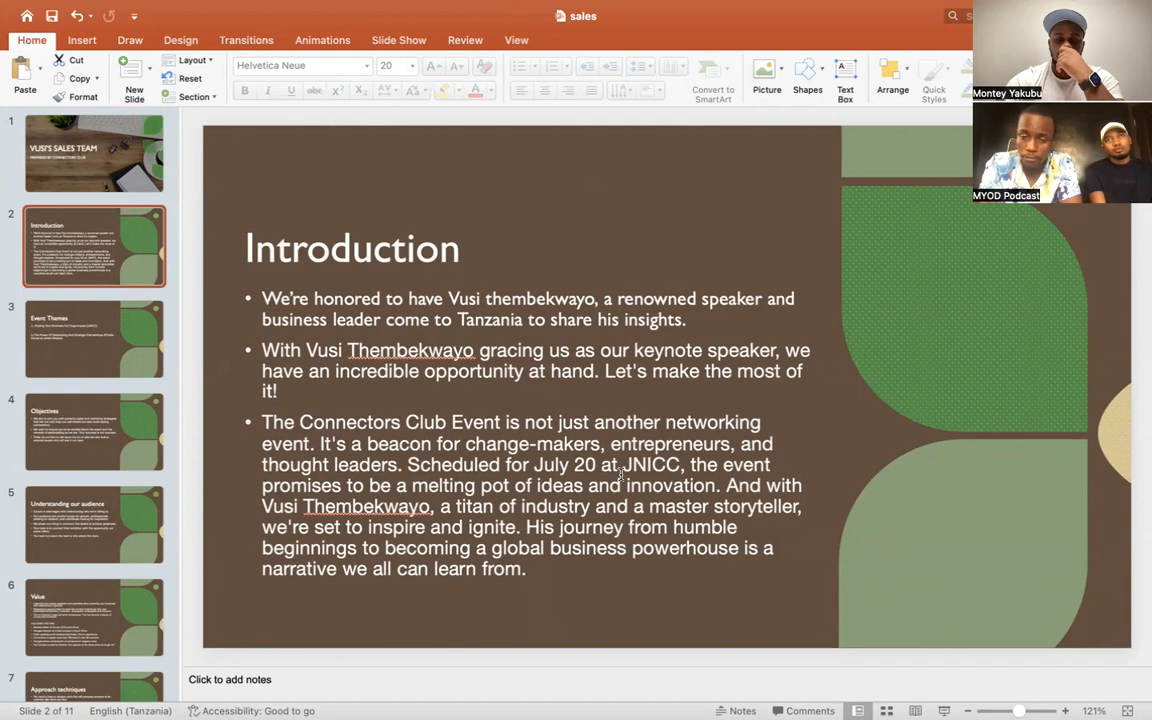 sales
Home Insert Draw Design Transitions Animations Slide Show Review View
Paste
Cut
Copy
Format
New
Slide
Layout
Reset
Section
Helvetica Neue 20
Convert to
SmartArt
Picture
Shapes
Text
Box
Arrange
Quick
Styles
Montey Yakubu
MYOD Podcast
1
VUSI'S SALES TEAM
PREPARED BY CONNECTORS CLUB
2
Introduction
3
Event Themes
4
Objectives
5
Understanding our audience
6
Value
7
Approach techniques
Introduction
• We're honored to have Vusi thembekwayo, a renowned speaker and
business leader come to Tanzania to share his insights.
• With Vusi Thembekwayo gracing us as our keynote speaker, we
have an incredible opportunity at hand. Let's make the most of
it!
• The Connectors Club Event is not just another networking
event. It's a beacon for change-makers, entrepreneurs, and
thought leaders. Scheduled for July 20 at JNICC, the event
promises to be a melting pot of ideas and innovation. And with
Vusi Thembekwayo, a titan of industry and a master storyteller,
we're set to inspire and ignite. His journey from humble
beginnings to becoming a global business powerhouse is a
narrative we all can learn from.
Click to add notes
Slide 2 of 11 English (Tanzania) Accessibility: Good to go Notes Comments 121%